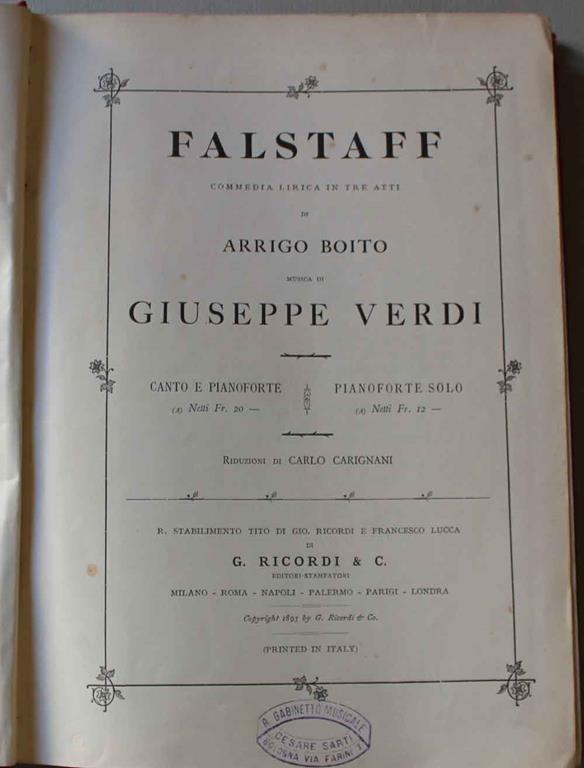 FALSTAFF
COMMEDIA LIRICA IN TRE ATTI
DI
ARRIGO BOITO
MUSICA DI
GIUSEPPE VERDI
CANTO E PIANOFORTE
(A) Netti Fr. 20 —
PIANOFORTE SOLO
(A) Netti Fr. 12 —
RIDUZIONI DI CARLO CARIGNANI
R. STABILIMENTO TITO DI GIO. RICORDI E FRANCESCO LUCCA
DI
G. RICORDI & C.
EDITORI-STAMPATORI
MILANO - ROMA - NAPOLI - PALERMO - PARIGI - LONDRA
Copyright 1893 by G. Ricordi & Co.
(PRINTED IN ITALY)
GABINETTO MUSICALE
CESARE SARTI
BOLOGNA VIA FARINI